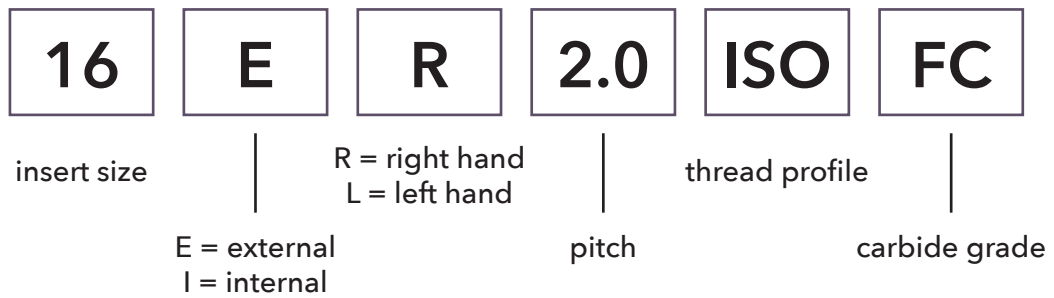 16 E R 2.0 ISO FC
insert size
R = right hand
L = left hand
thread profile
E = external
I = internal
pitch
carbide grade